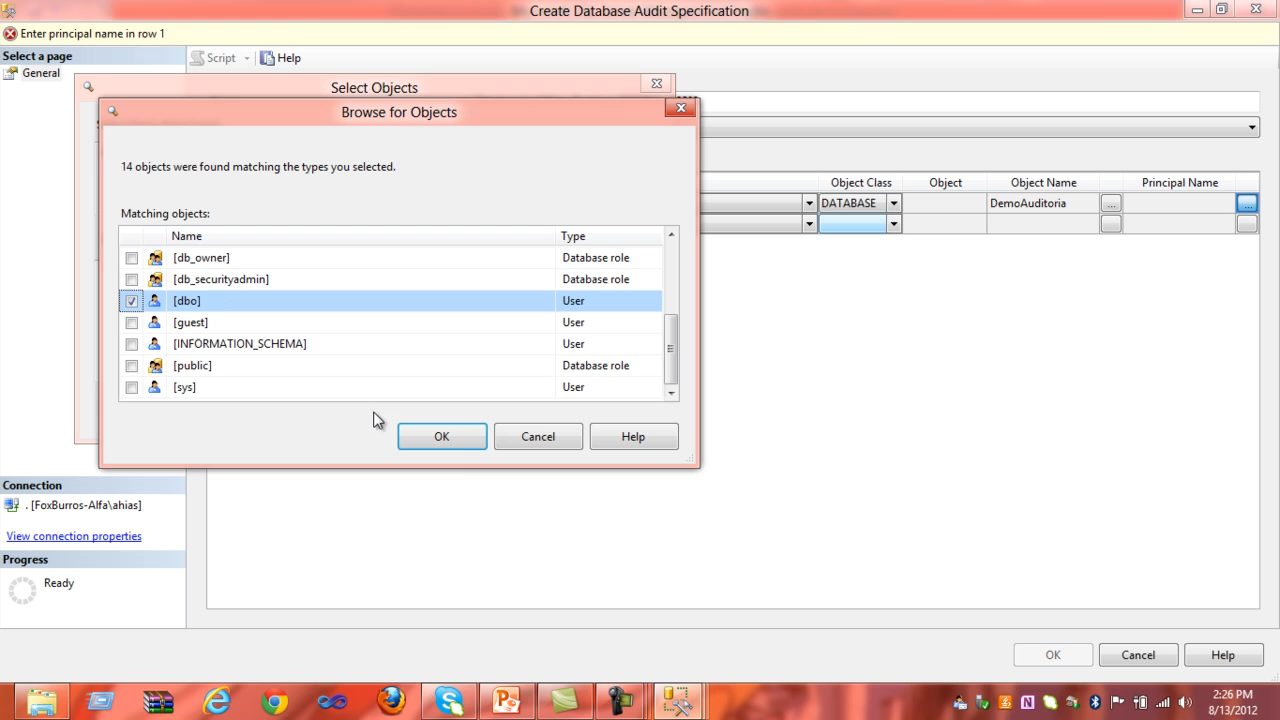 Create Database Audit Specification
Enter principal name in row 1
Select a page
General
Script
Help
Select Objects
Browse for Objects
14 objects were found matching the types you selected.
Matching objects:
Name Type
[db_owner] Database role
[db_securityadmin] Database role
[dbo] User
[guest] User
[INFORMATION_SCHEMA] User
[public] Database role
[sys] User
OK Cancel Help
Object Class Object Object Name Principal Name
DATABASE DemoAuditoria ... ...
Connection
. [FoxBurros-Alfa\ahias]
View connection properties
Progress
Ready
OK Cancel Help
2:26 PM
8/13/2012